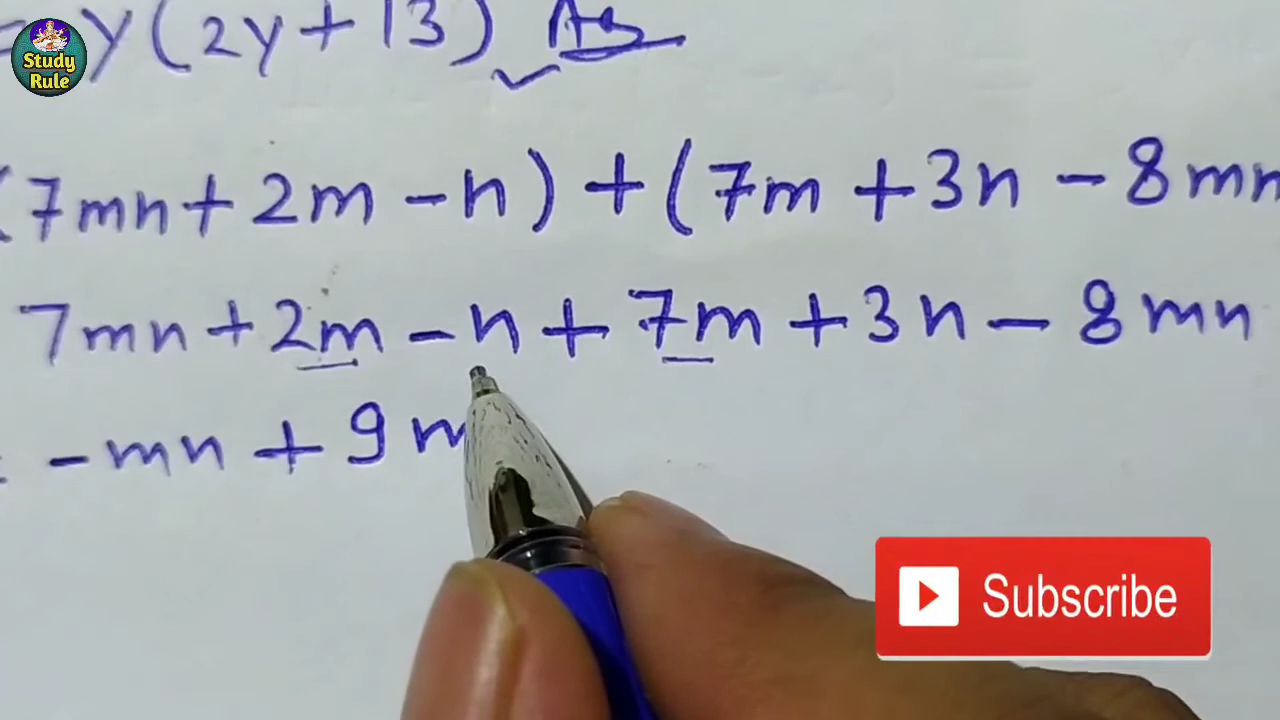 Study
Rule
= y(2y+13) Ans
(7mn+2m-n)+(7m+3n-8mn
7mn+2m-n+7m+3n-8mn
= -mn+9m
Subscribe